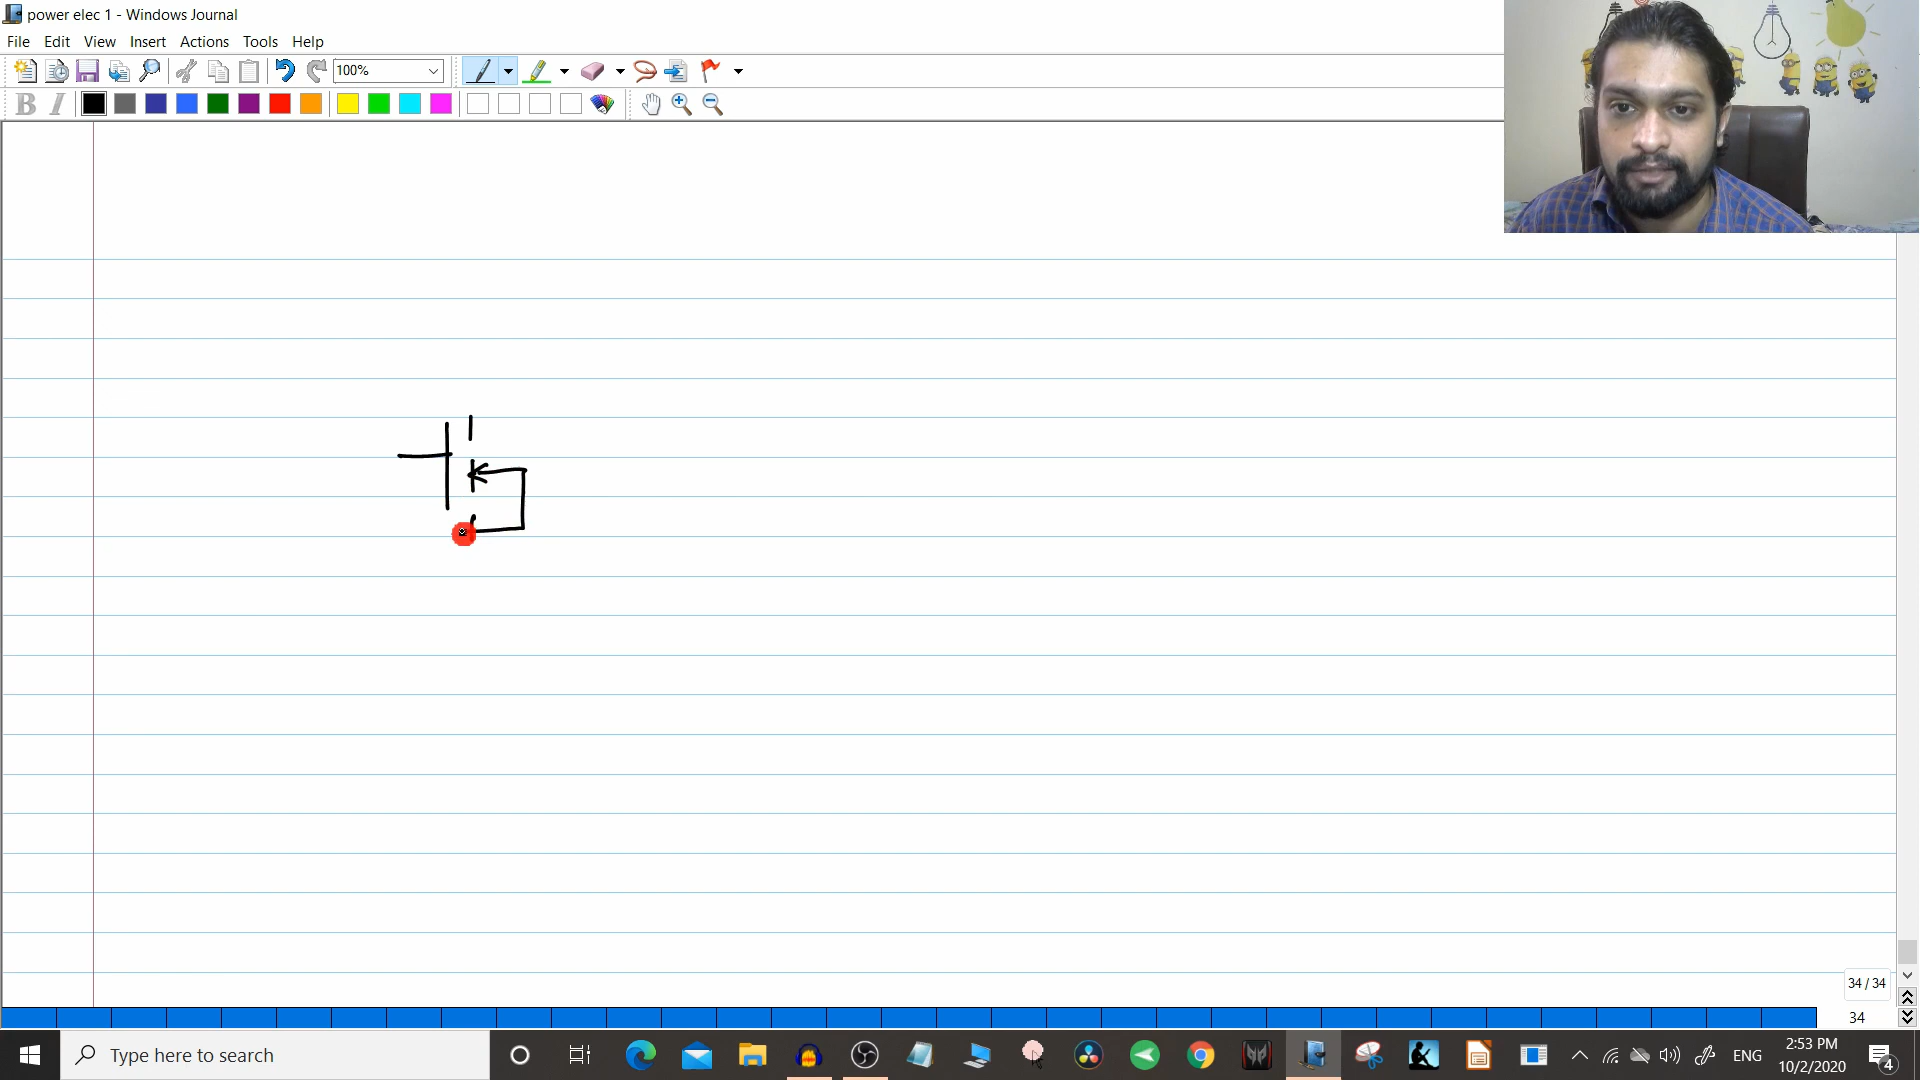 power elec 1 - Windows Journal
File Edit View Insert Actions Tools Help
100%
B I
34 / 34
34
Type here to search
ENG
2:53 PM
10/2/2020
4